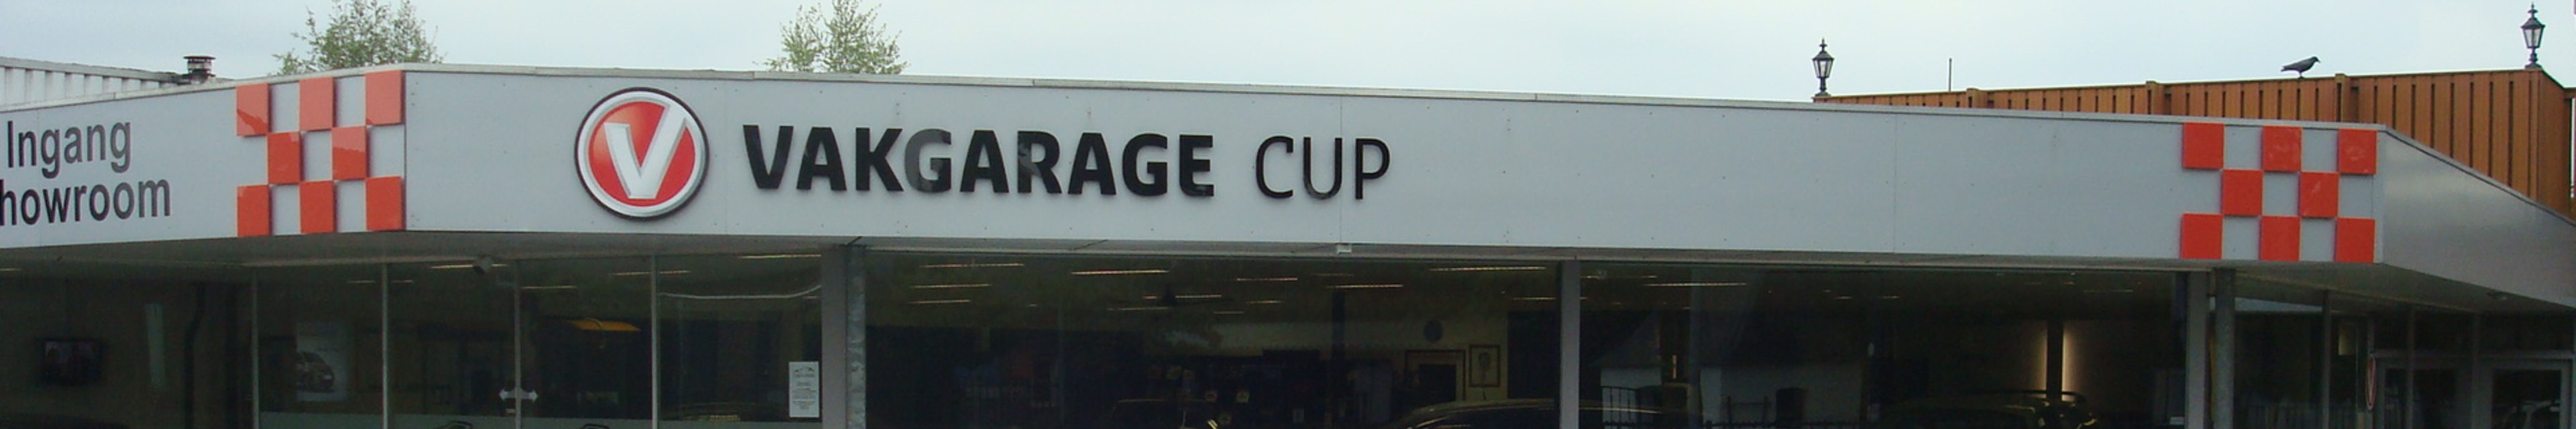 Ingang
howroom
V VAKGARAGE CUP